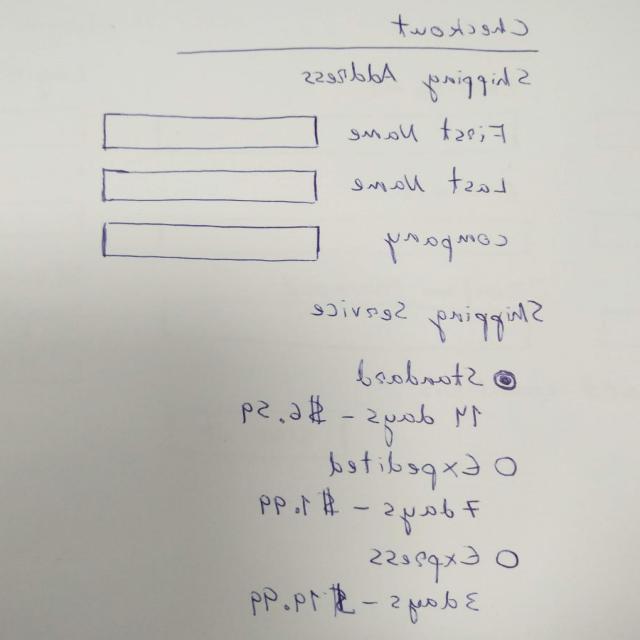 Checkout
Shipping Address
First Name
Last Name
Company
Shipping Service
Standard
14 days - $6.59
Expedited
7 days - $1.99
Express
3 days - $19.99